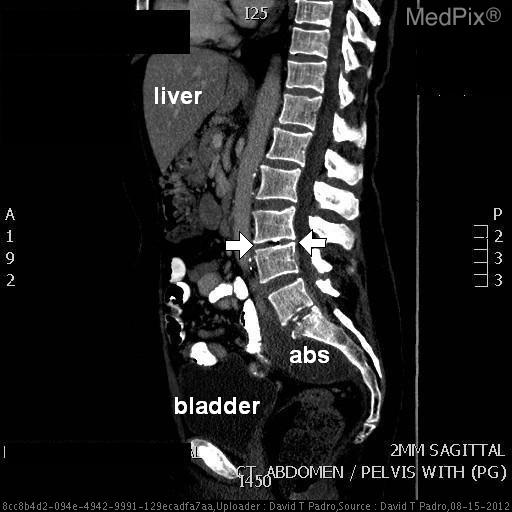 I25
MedPix®
liver
A
1
9
2
P
2
3
3
abs
bladder
2MM SAGITTAL
CT, ABDOMEN / PELVIS WITH (PG)
I450
8cc8b4d2-094e-4942-9991-129ecadfa7aa,Uploader : David T Padro,Source : David T Padro,08-15-2012